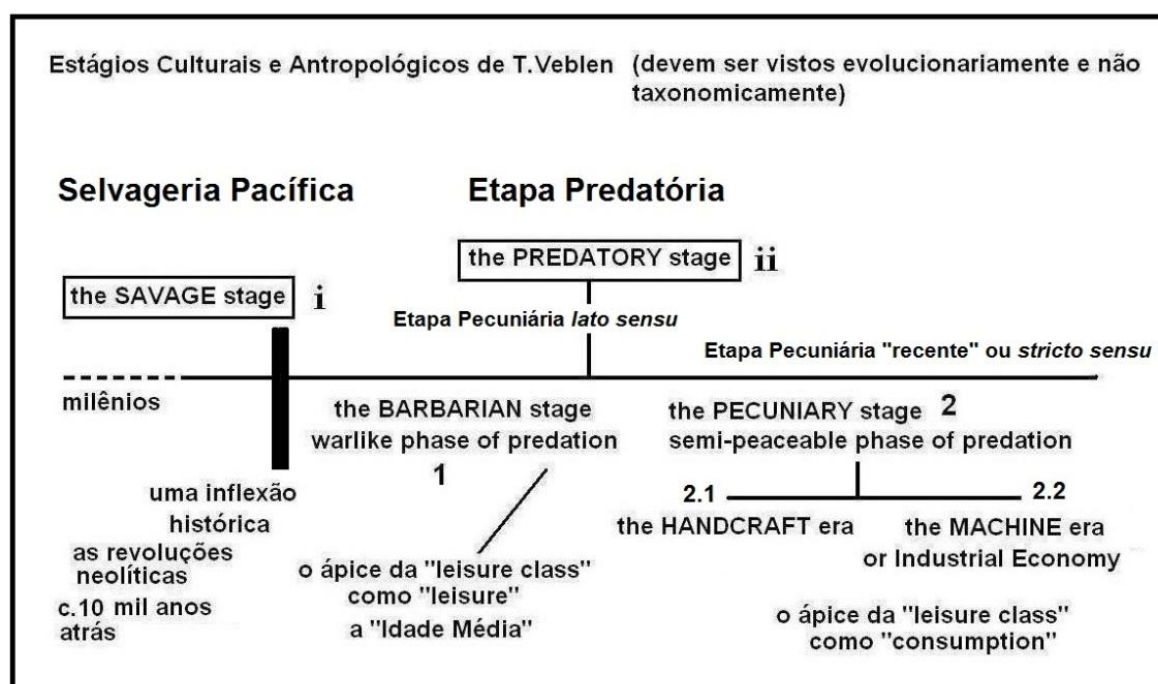 Estágios Culturais e Antropológicos de T.Veblen (devem ser vistos evolucionariamente e não
taxonomicamente)
Selvageria Pacífica
Etapa Predatória
the PREDATORY stage ii
the SAVAGE stage i
Etapa Pecuniária lato sensu
Etapa Pecuniária "recente" ou stricto sensu
milênios
the BARBARIAN stage
warlike phase of predation
1
the PECUNIARY stage 2
semi-peaceable phase of predation
uma inflexão
histórica
as revoluções
neolíticas
c.10 mil anos
atrás
o ápice da "leisure class"
como "leisure"
a "Idade Média"
2.1
the HANDCRAFT era
2.2
the MACHINE era
or Industrial Economy
o ápice da "leisure class"
como "consumption"